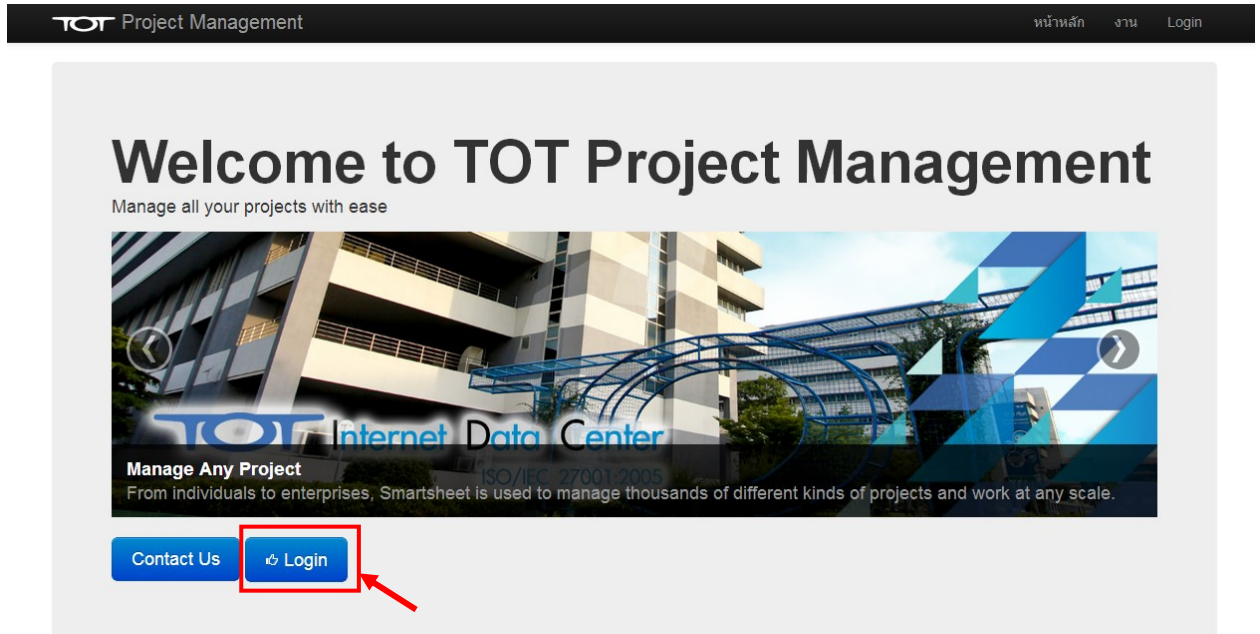 TOT Project Management
หน้าหลัก งาน Login
Welcome to TOT Project Management
Manage all your projects with ease
TOT Internet Data Center
ISO/IEC 27001:2005
Manage Any Project
From individuals to enterprises, Smartsheet is used to manage thousands of different kinds of projects and work at any scale.
Contact Us Login